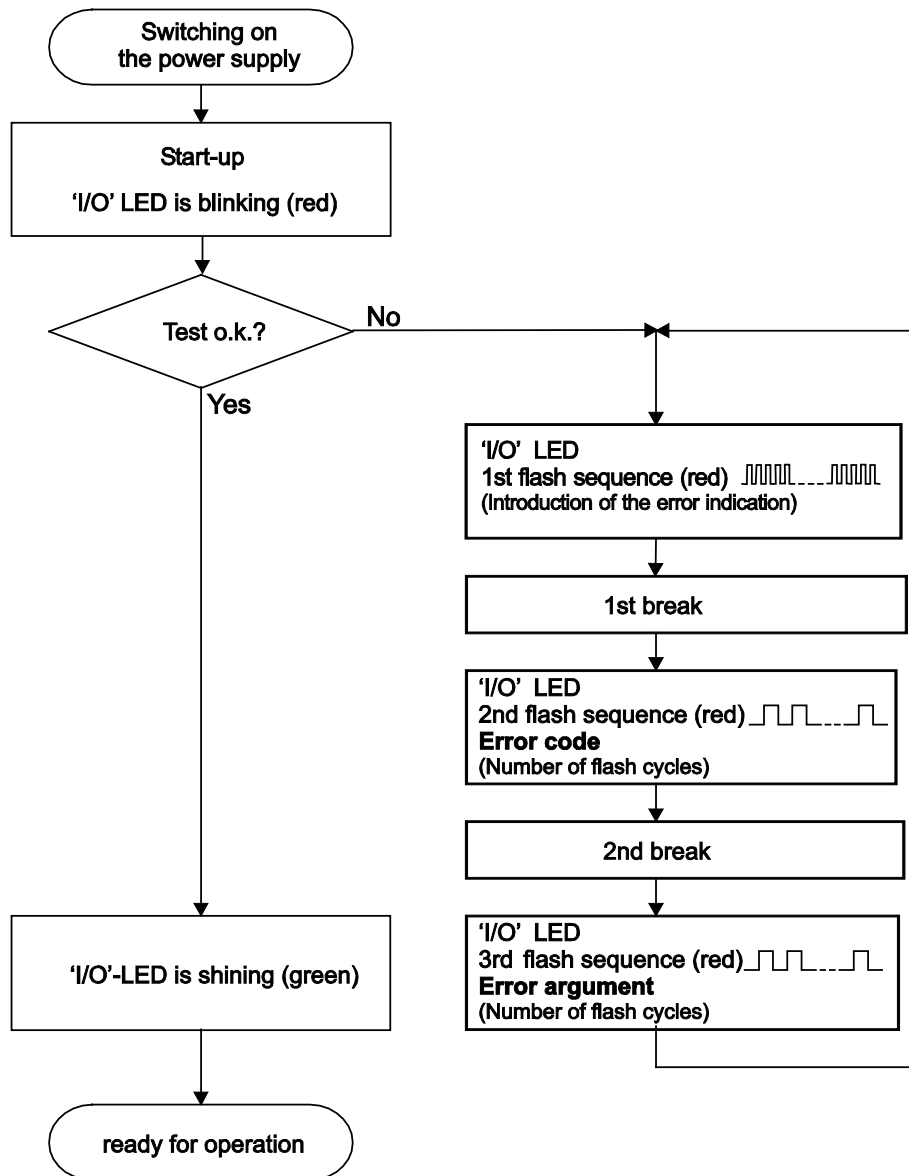 Switching on
the power supply
Start-up
‘I/O’ LED is blinking (red)
Test o.k.?
No
Yes
‘I/O’ LED
1st flash sequence (red)
(Introduction of the error indication)
1st break
‘I/O’ LED
2nd flash sequence (red)
Error code
(Number of flash cycles)
2nd break
‘I/O’ LED
3rd flash sequence (red)
Error argument
(Number of flash cycles)
‘I/O’-LED is shining (green)
ready for operation